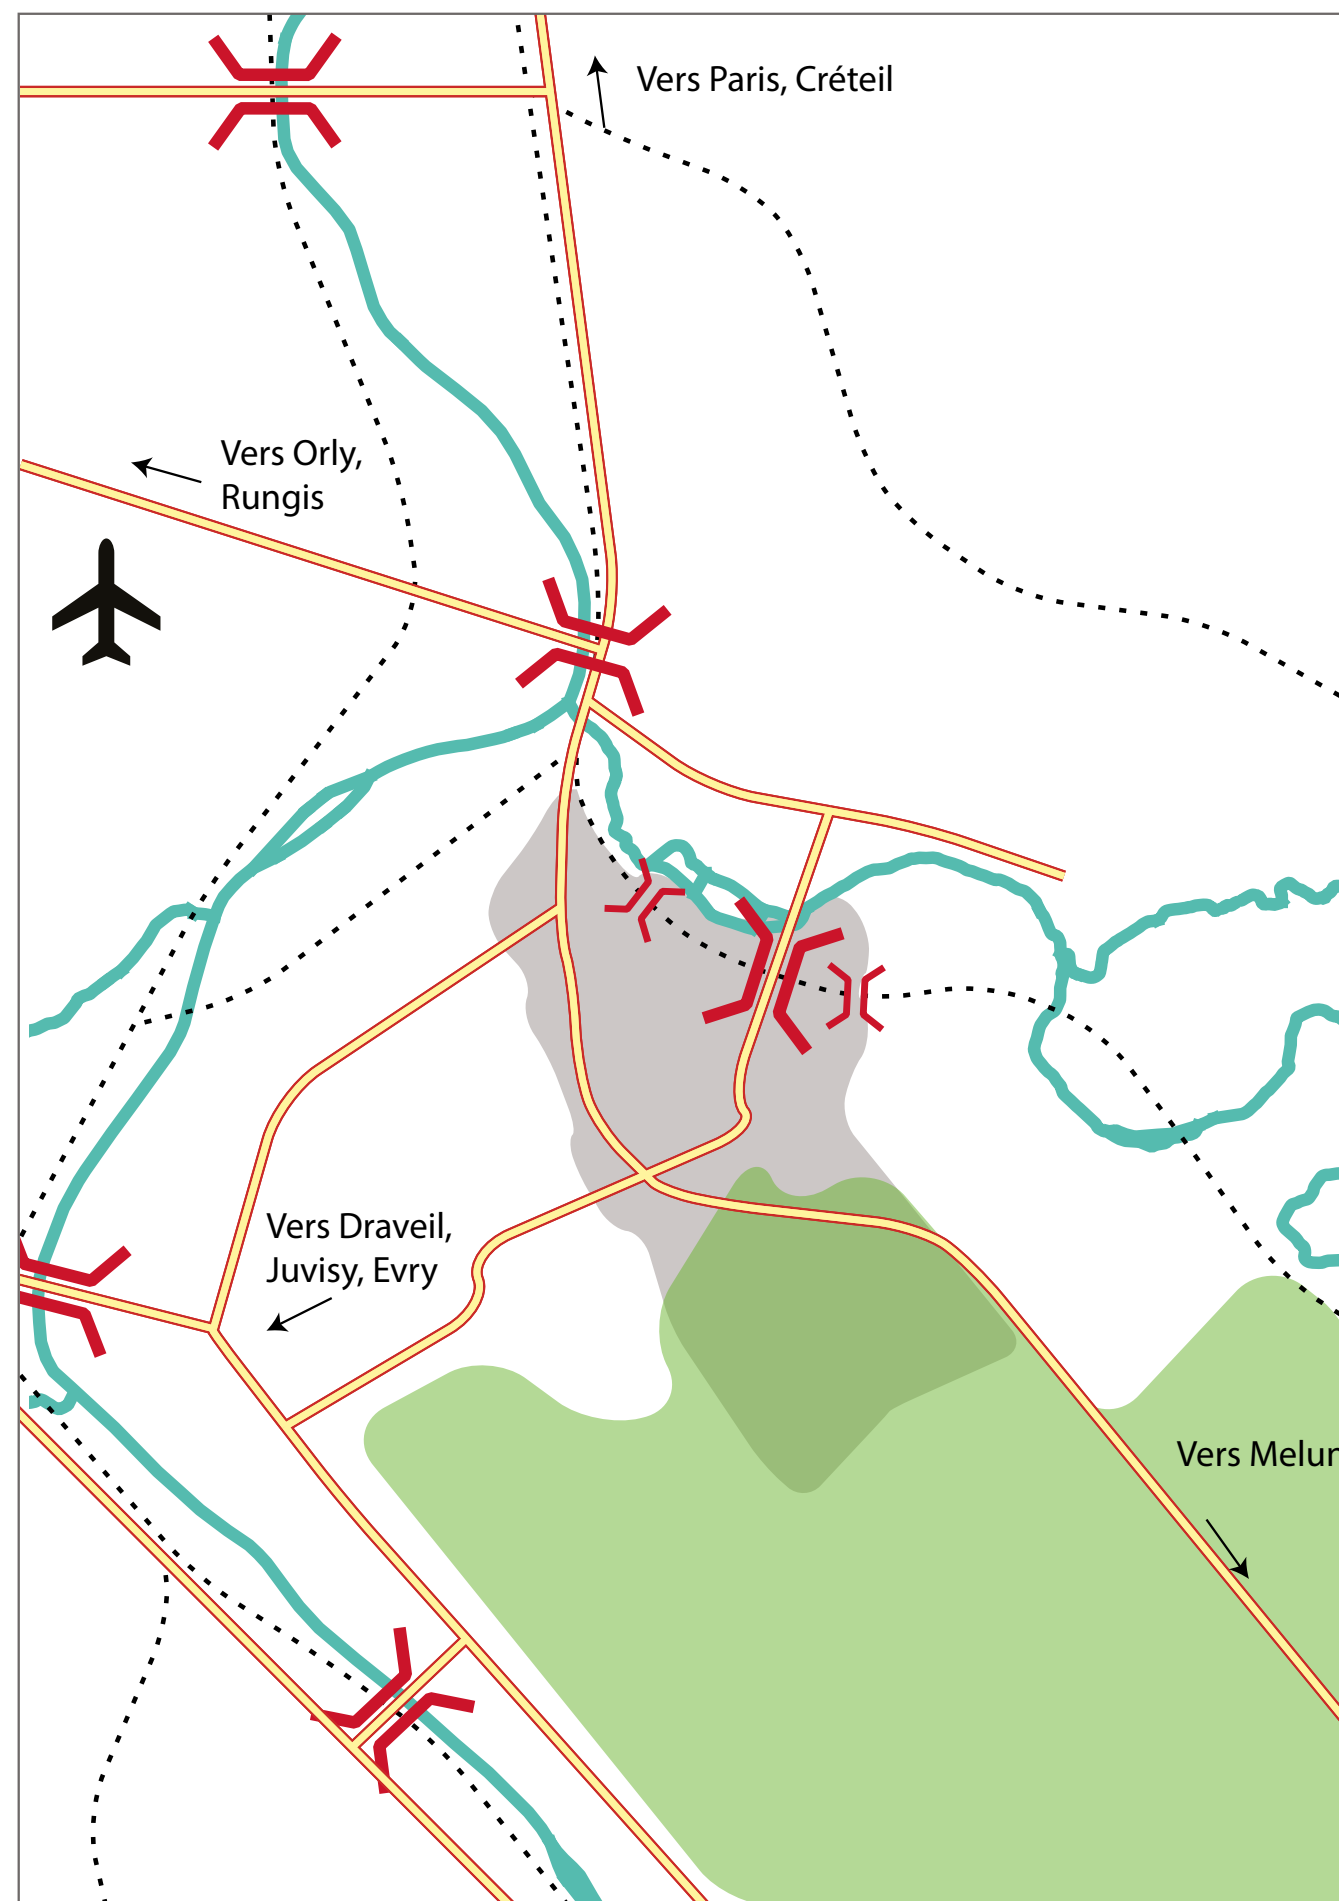 Vers Paris, Créteil
Vers Orly,
Rungis
Vers Draveil,
Juvisy, Evry
Vers Melun